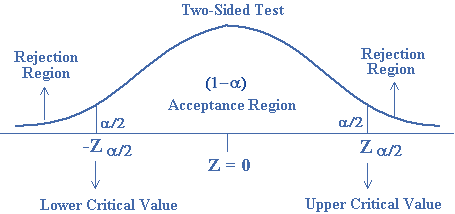 Two-Sided Test
Rejection
Region
Rejection
Region
(1−α)
Acceptance Region
α/2
α/2
-Z α/2
Z = 0
Z α/2
Lower Critical Value
Upper Critical Value